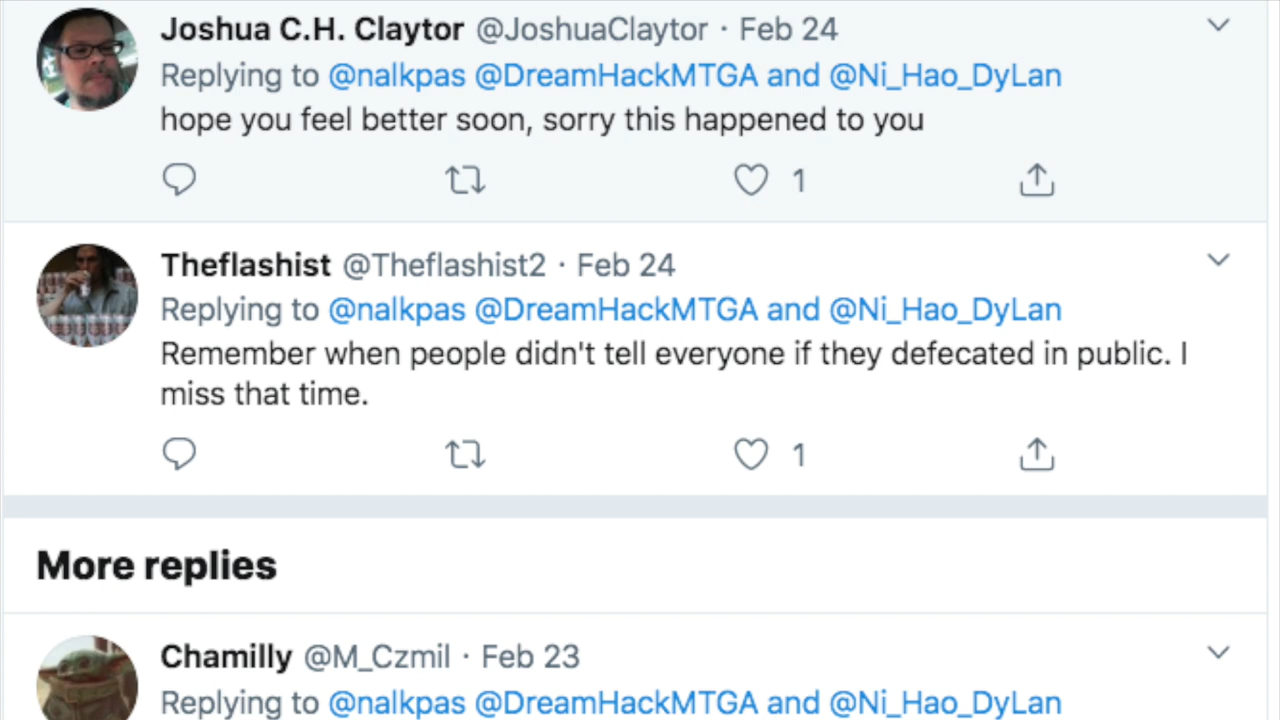 Joshua C.H. Claytor @JoshuaClaytor · Feb 24
Replying to @nalkpas @DreamHackMTGA and @Ni_Hao_DyLan
hope you feel better soon, sorry this happened to you
1
Theflashist @Theflashist2 · Feb 24
Replying to @nalkpas @DreamHackMTGA and @Ni_Hao_DyLan
Remember when people didn't tell everyone if they defecated in public. I
miss that time.
1
More replies
Chamilly @M_Czmil · Feb 23
Replying to @nalkpas @DreamHackMTGA and @Ni_Hao_DyLan